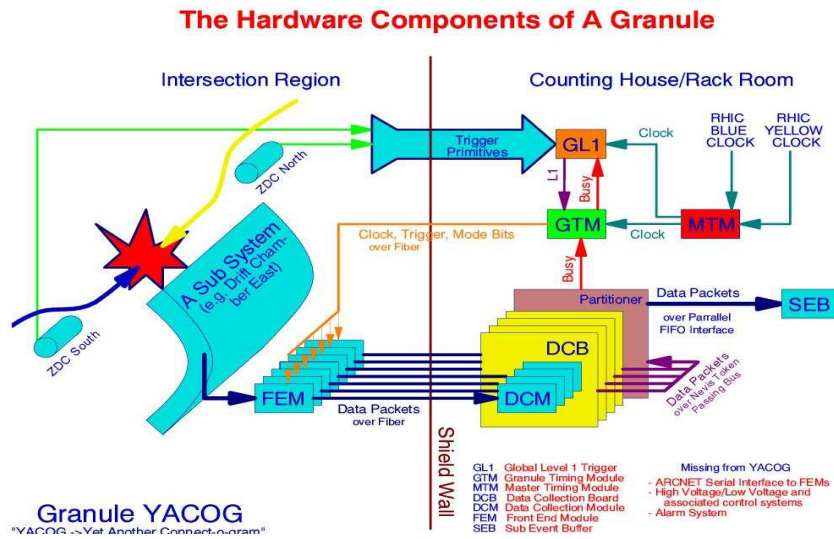 The Hardware Components of A Granule
Intersection Region
Counting House/Rack Room
RHIC
BLUE
CLOCK
RHIC
YELLOW
CLOCK
Trigger
Primitives
GL1
Clock
ZDC North
L1
Busy
GTM
Clock
MTM
Clock, Trigger, Mode Bits
over Fiber
A Sub System
(e.g. Drift Cham-
ber East)
Busy
Partitioner
Data Packets
over Parrallel
FIFO Interface
SEB
ZDC South
DCB
FEM
DCM
Data Packets
over Fiber
Data Packets
over Nevis Token
Passing Bus
Shield Wall
GL1 Global Level 1 Trigger
GTM Granule Timing Module
MTM Master Timing Module
DCB Data Collection Board
DCM Data Collection Module
FEM Front End Module
SEB Sub Event Buffer
Missing from YACOG
- ARCNET Serial Interface to FEMs
- High Voltage/Low Voltage and
associated control systems
- Alarm System
Granule YACOG
"YACOG ->Yet Another Connect-o-gram"